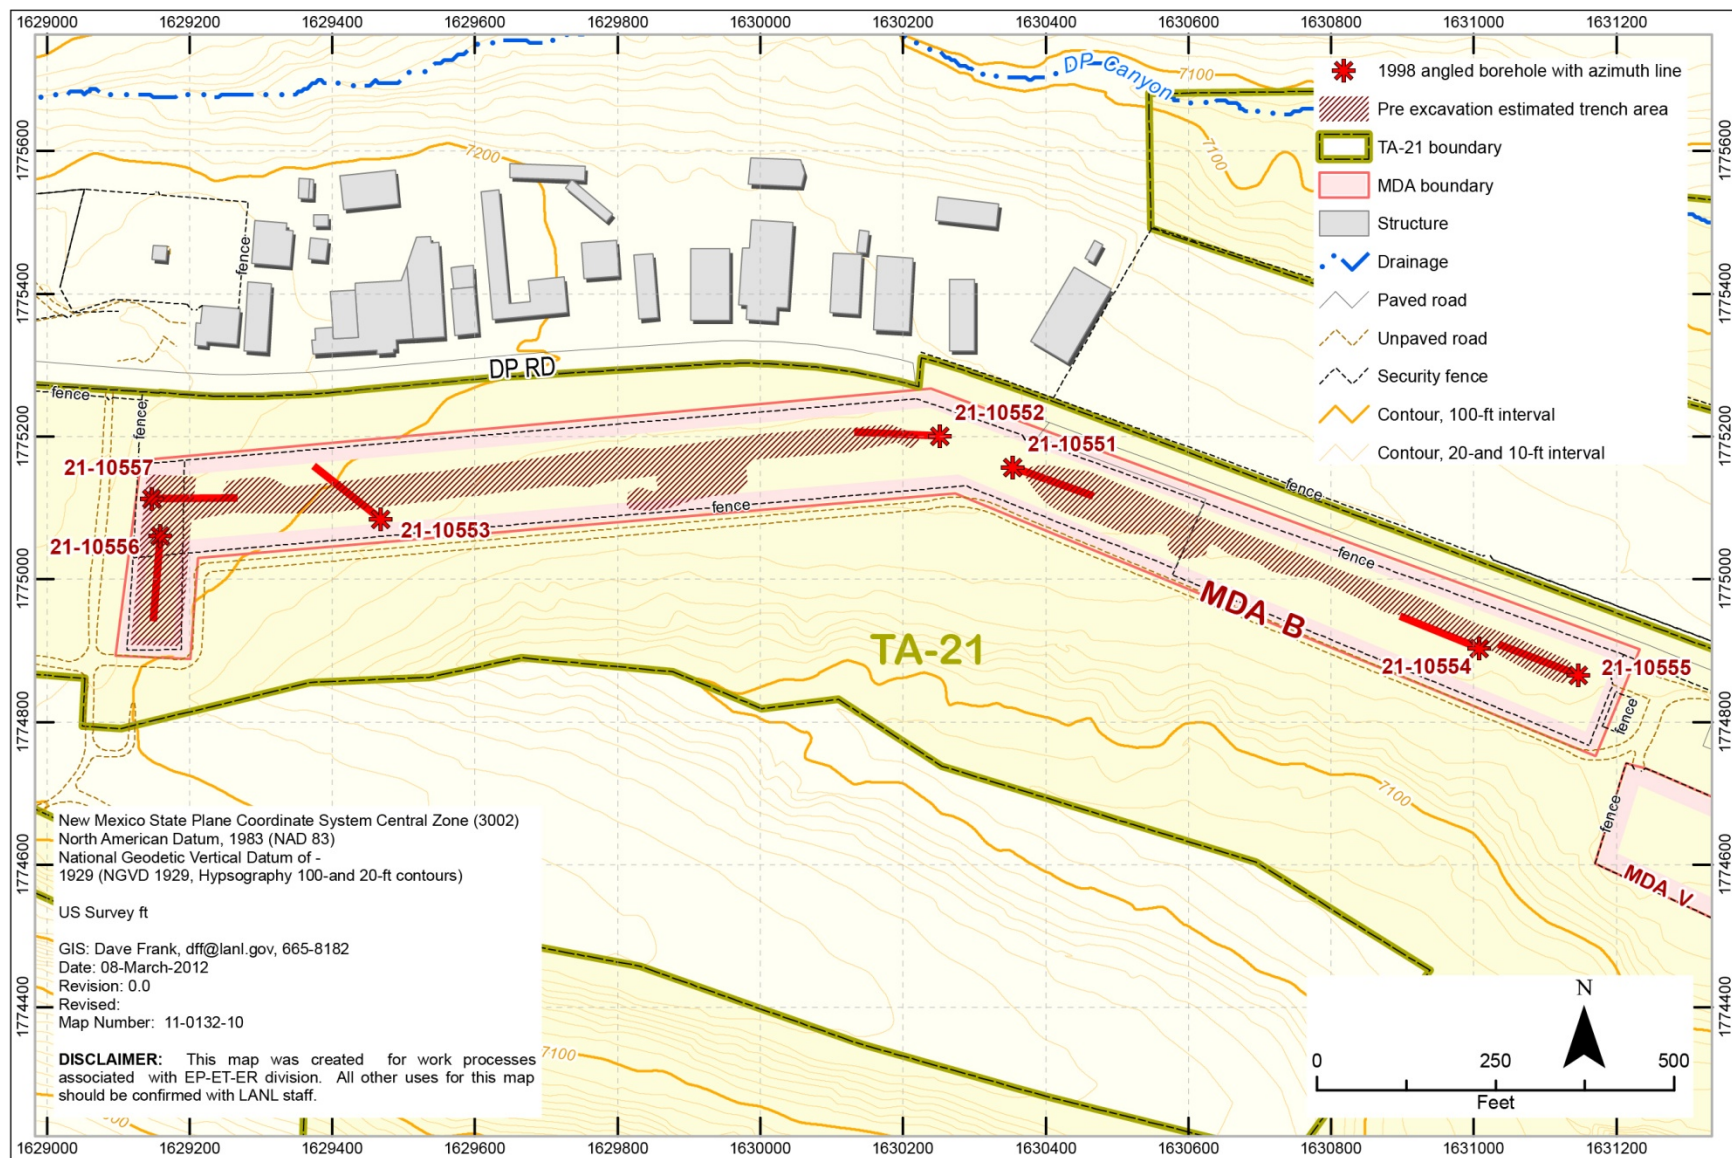 1629000 1629200 1629400 1629600 1629800 1630000 1630200 1630400 1630600 1630800 1631000 1631200
1775600
1775400
1775200
1775000
1774800
1774600
1774400
1775600
1775400
1775200
1775000
1774800
1774600
1774400
DP Canyon
7100
7100
7200
1998 angled borehole with azimuth line
Pre excavation estimated trench area
TA-21 boundary
MDA boundary
Structure
Drainage
Paved road
Unpaved road
Security fence
Contour, 100-ft interval
Contour, 20-and 10-ft interval
fence
DP RD
fence
fence
21-10552
21-10551
21-10557
21-10553
21-10556
fence
fence
fence
MDA B
TA-21
21-10554
21-10555
fence
7100
fence
MDA V
New Mexico State Plane Coordinate System Central Zone (3002)
North American Datum, 1983 (NAD 83)
National Geodetic Vertical Datum of -
1929 (NGVD 1929, Hypsography 100-and 20-ft contours)
US Survey ft
GIS: Dave Frank, dff@lanl.gov, 665-8182
Date: 08-March-2012
Revision: 0.0
Revised:
Map Number: 11-0132-10
DISCLAIMER: This map was created for work processes
associated with EP-ET-ER division. All other uses for this map
should be confirmed with LANL staff.
7100
N
0 250 500
Feet
1629000 1629200 1629400 1629600 1629800 1630000 1630200 1630400 1630600 1630800 1631000 1631200